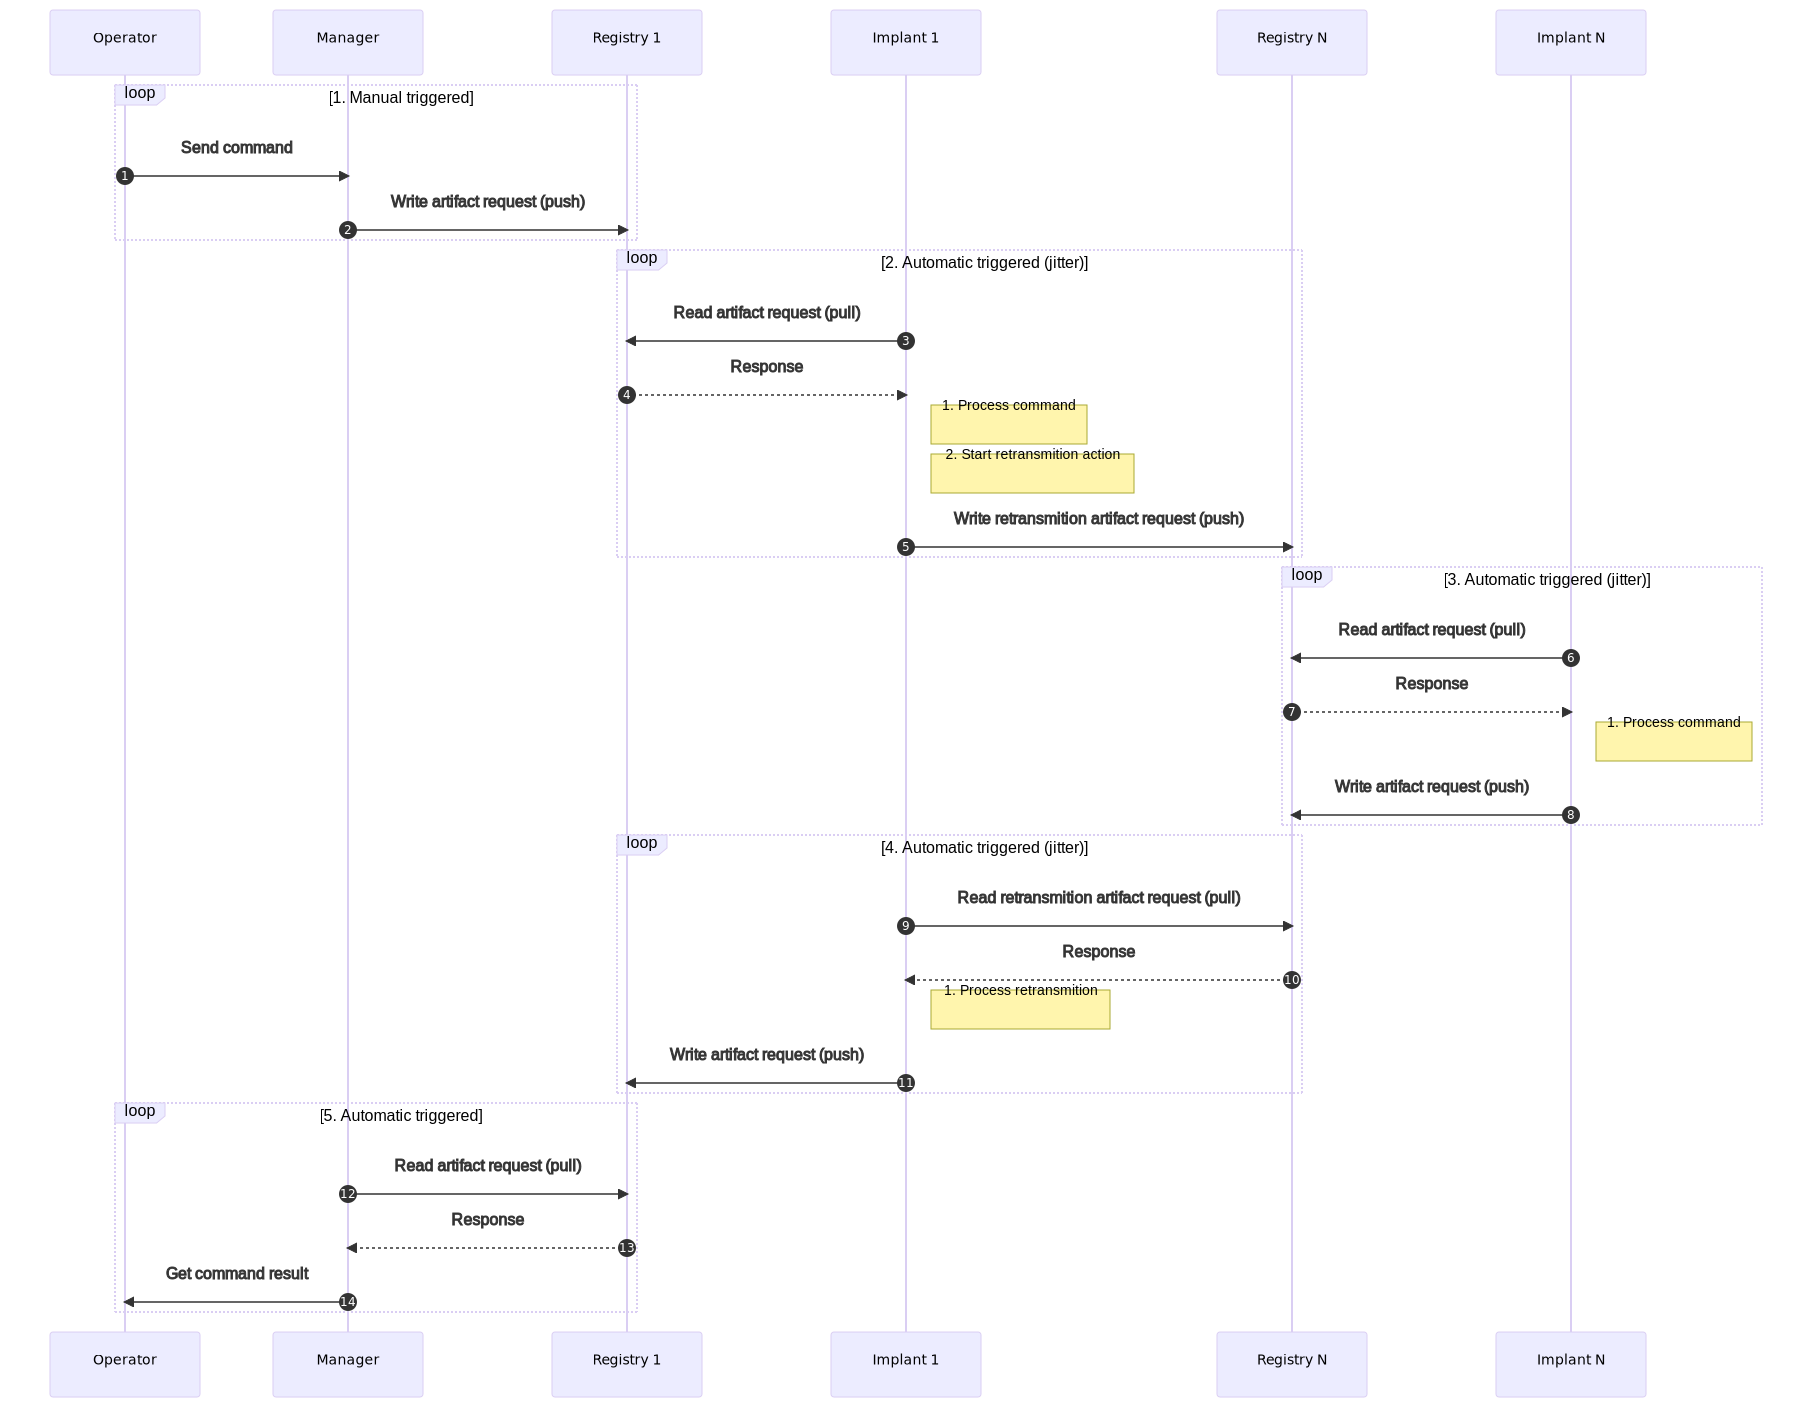 Operator
Manager
Registry 1
Implant 1
Registry N
Implant N
loop
[1. Manual triggered]
Send command
1
Write artifact request (push)
2
loop
[2. Automatic triggered (jitter)]
Read artifact request (pull)
3
Response
4
1. Process command
2. Start retransmition action
Write retransmition artifact request (push)
5
loop
[3. Automatic triggered (jitter)]
Read artifact request (pull)
6
Response
7
1. Process command
Write artifact request (push)
8
loop
[4. Automatic triggered (jitter)]
Read retransmition artifact request (pull)
9
Response
10
1. Process retransmition
Write artifact request (push)
11
loop
[5. Automatic triggered]
Read artifact request (pull)
12
Response
13
Get command result
14
Operator
Manager
Registry 1
Implant 1
Registry N
Implant N